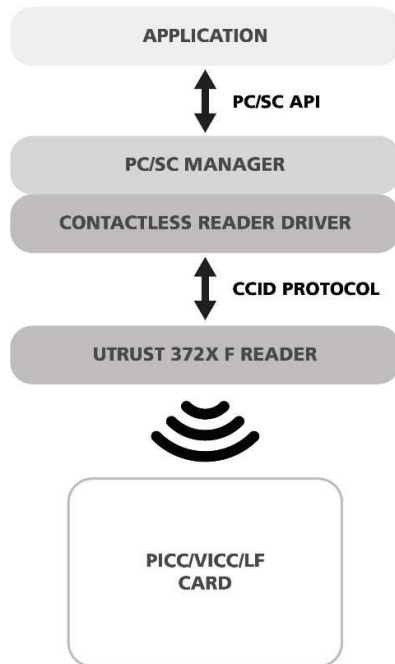 APPLICATION
PC/SC API
PC/SC MANAGER
CONTACTLESS READER DRIVER
CCID PROTOCOL
UTRUST 372X F READER
PICC/VICC/LF
CARD